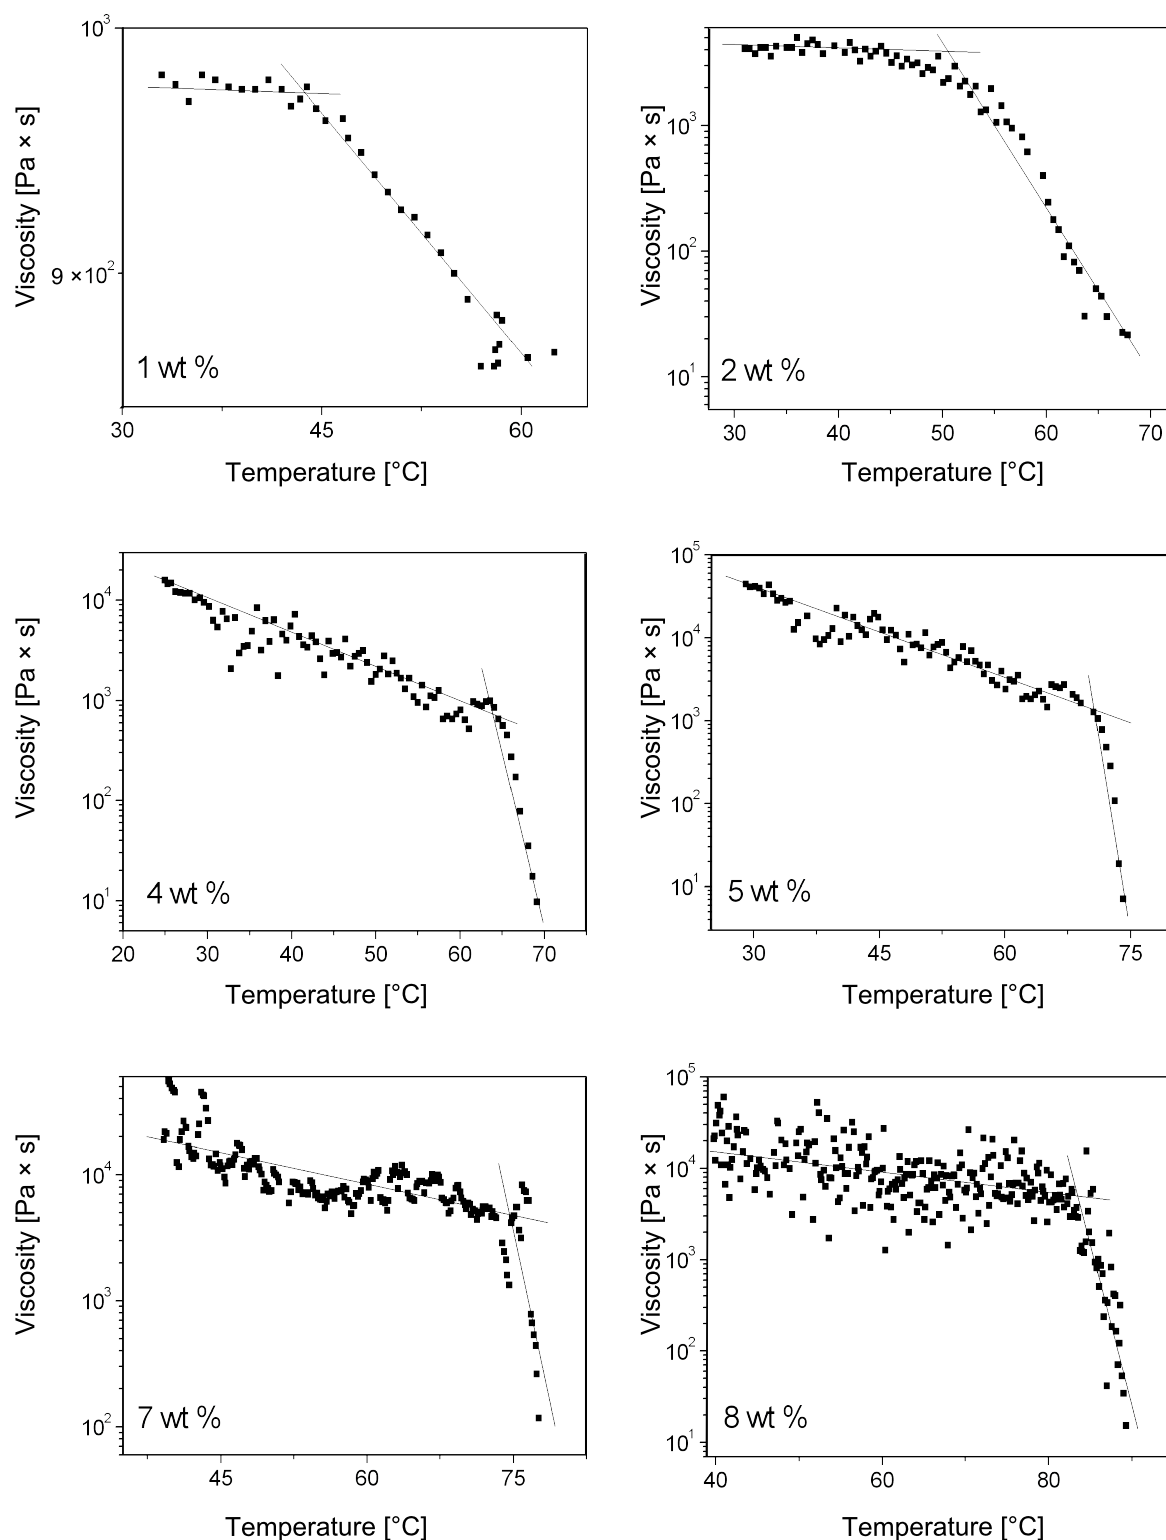 10³
9 ×10²
Viscosity [Pa × s]
1 wt %
30 45 60
Temperature [°C]
10³
10²
10¹
Viscosity [Pa × s]
2 wt %
30 40 50 60 70
Temperature [°C]
10⁴
10³
10²
10¹
Viscosity [Pa × s]
4 wt %
20 30 40 50 60 70
Temperature [°C]
10⁵
10⁴
10³
10²
10¹
Viscosity [Pa × s]
5 wt %
30 45 60 75
Temperature [°C]
10⁴
10³
10²
Viscosity [Pa × s]
7 wt %
45 60 75
Temperature [°C]
10⁵
10⁴
10³
10²
10¹
Viscosity [Pa × s]
8 wt %
40 60 80
Temperature [°C]